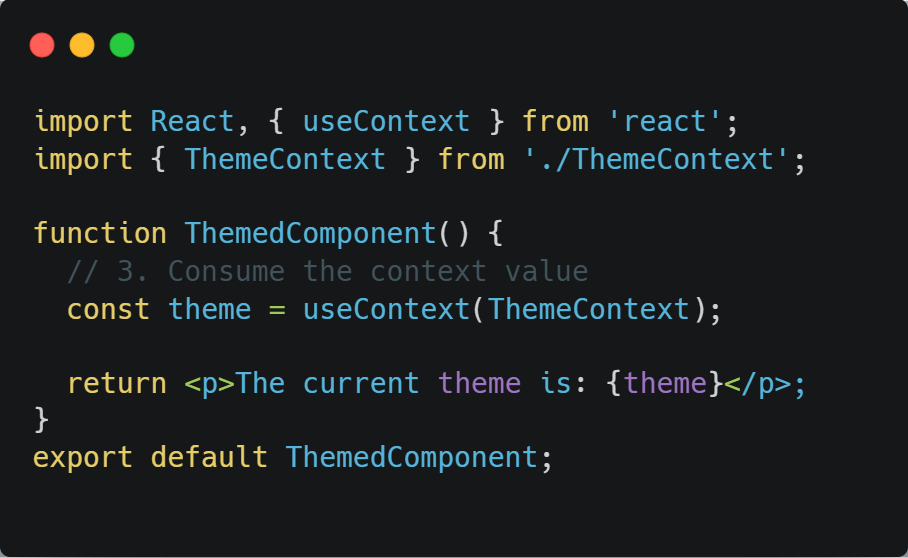 import React, { useContext } from 'react';
import { ThemeContext } from './ThemeContext';

function ThemedComponent() {
  // 3. Consume the context value
  const theme = useContext(ThemeContext);

  return <p>The current theme is: {theme}</p>;
}
export default ThemedComponent;